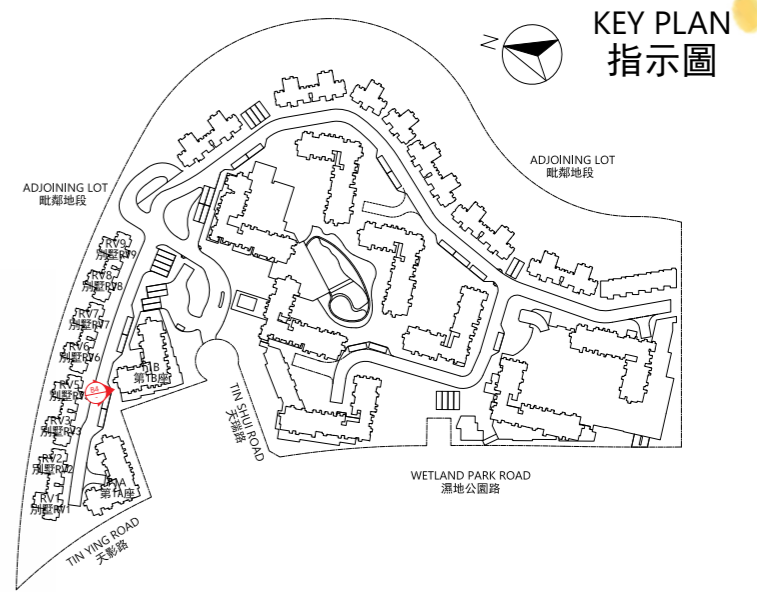 KEY PLAN
指示圖
N
ADJOINING LOT
毗鄰地段
ADJOINING LOT
毗鄰地段
RV9
別墅RV9
RV8
別墅RV8
RV7
別墅RV7
RV6
別墅RV6
RV5
別墅RV5
B4
T1B
第1B座
RV3
別墅RV3
RV2
別墅RV2
RV1
別墅RV1
T1A
第1A座
TIN SHUI ROAD
天瑞路
WETLAND PARK ROAD
濕地公園路
TIN YING ROAD
天影路